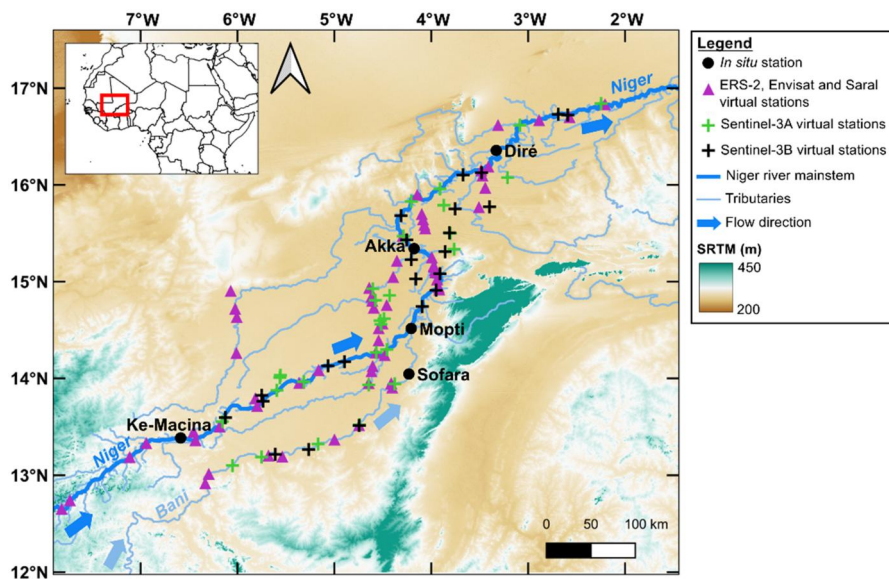 7°W 6°W 5°W 4°W 3°W 2°W
17°N
16°N
15°N
14°N
13°N
12°N
Niger
Diré
Akka
Mopti
Sofara
Ke-Macina
Niger
Bani
0 50 100 km
Legend
In situ station
ERS-2, Envisat and Saral
virtual stations
Sentinel-3A virtual stations
Sentinel-3B virtual stations
Niger river mainstem
Tributaries
Flow direction
SRTM (m)
450
200